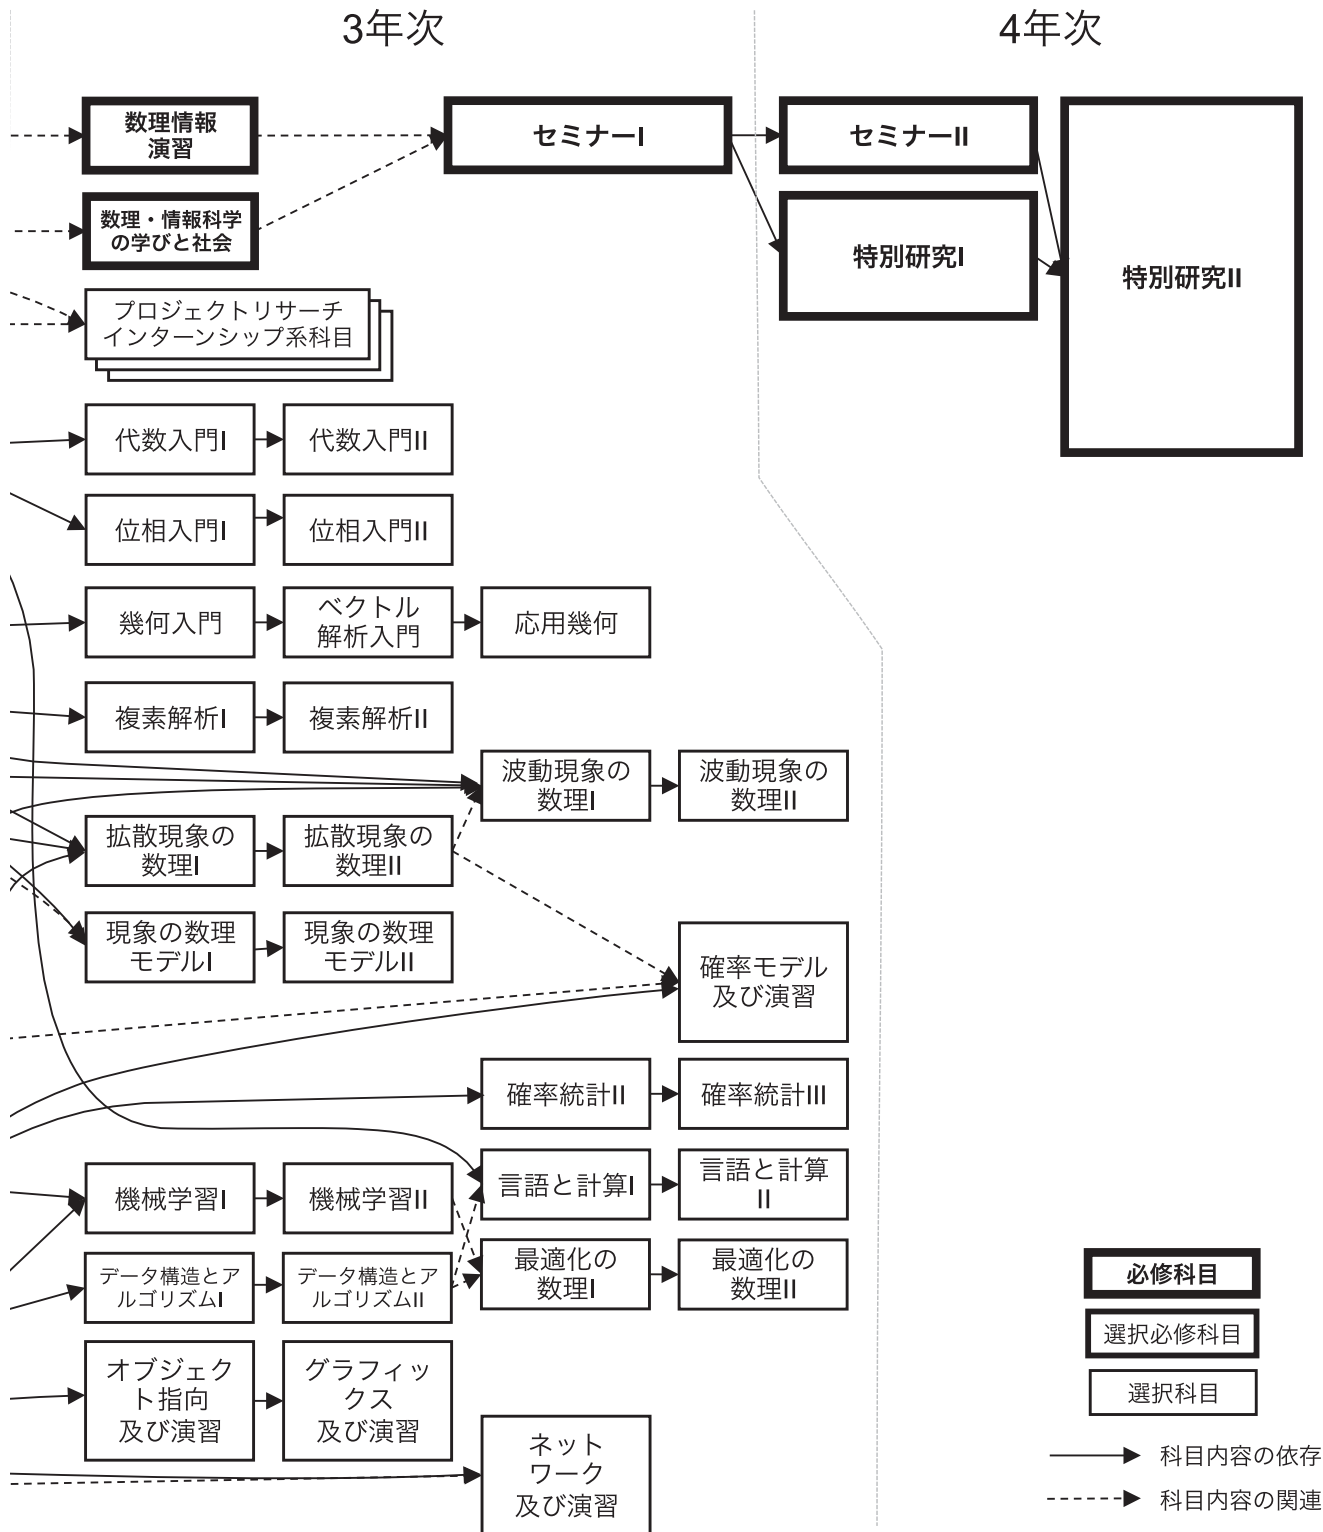 3年次
4年次
数理情報
演習
セミナーI
セミナーII
特別研究II
数理・情報科学
の学びと社会
特別研究I
プロジェクトリサーチ
インターンシップ系科目
代数入門I
代数入門II
位相入門I
位相入門II
幾何入門
ベクトル
解析入門
応用幾何
複素解析I
複素解析II
波動現象の
数理I
波動現象の
数理II
拡散現象の
数理I
拡散現象の
数理II
現象の数理
モデルI
現象の数理
モデルII
確率モデル
及び演習
確率統計II
確率統計III
機械学習I
機械学習II
言語と計算I
言語と計算
II
データ構造とア
ルゴリズムI
データ構造とア
ルゴリズムII
最適化の
数理I
最適化の
数理II
オブジェク
ト指向
及び演習
グラフィッ
クス
及び演習
ネット
ワーク
及び演習
必修科目
選択必修科目
選択科目
科目内容の依存
科目内容の関連